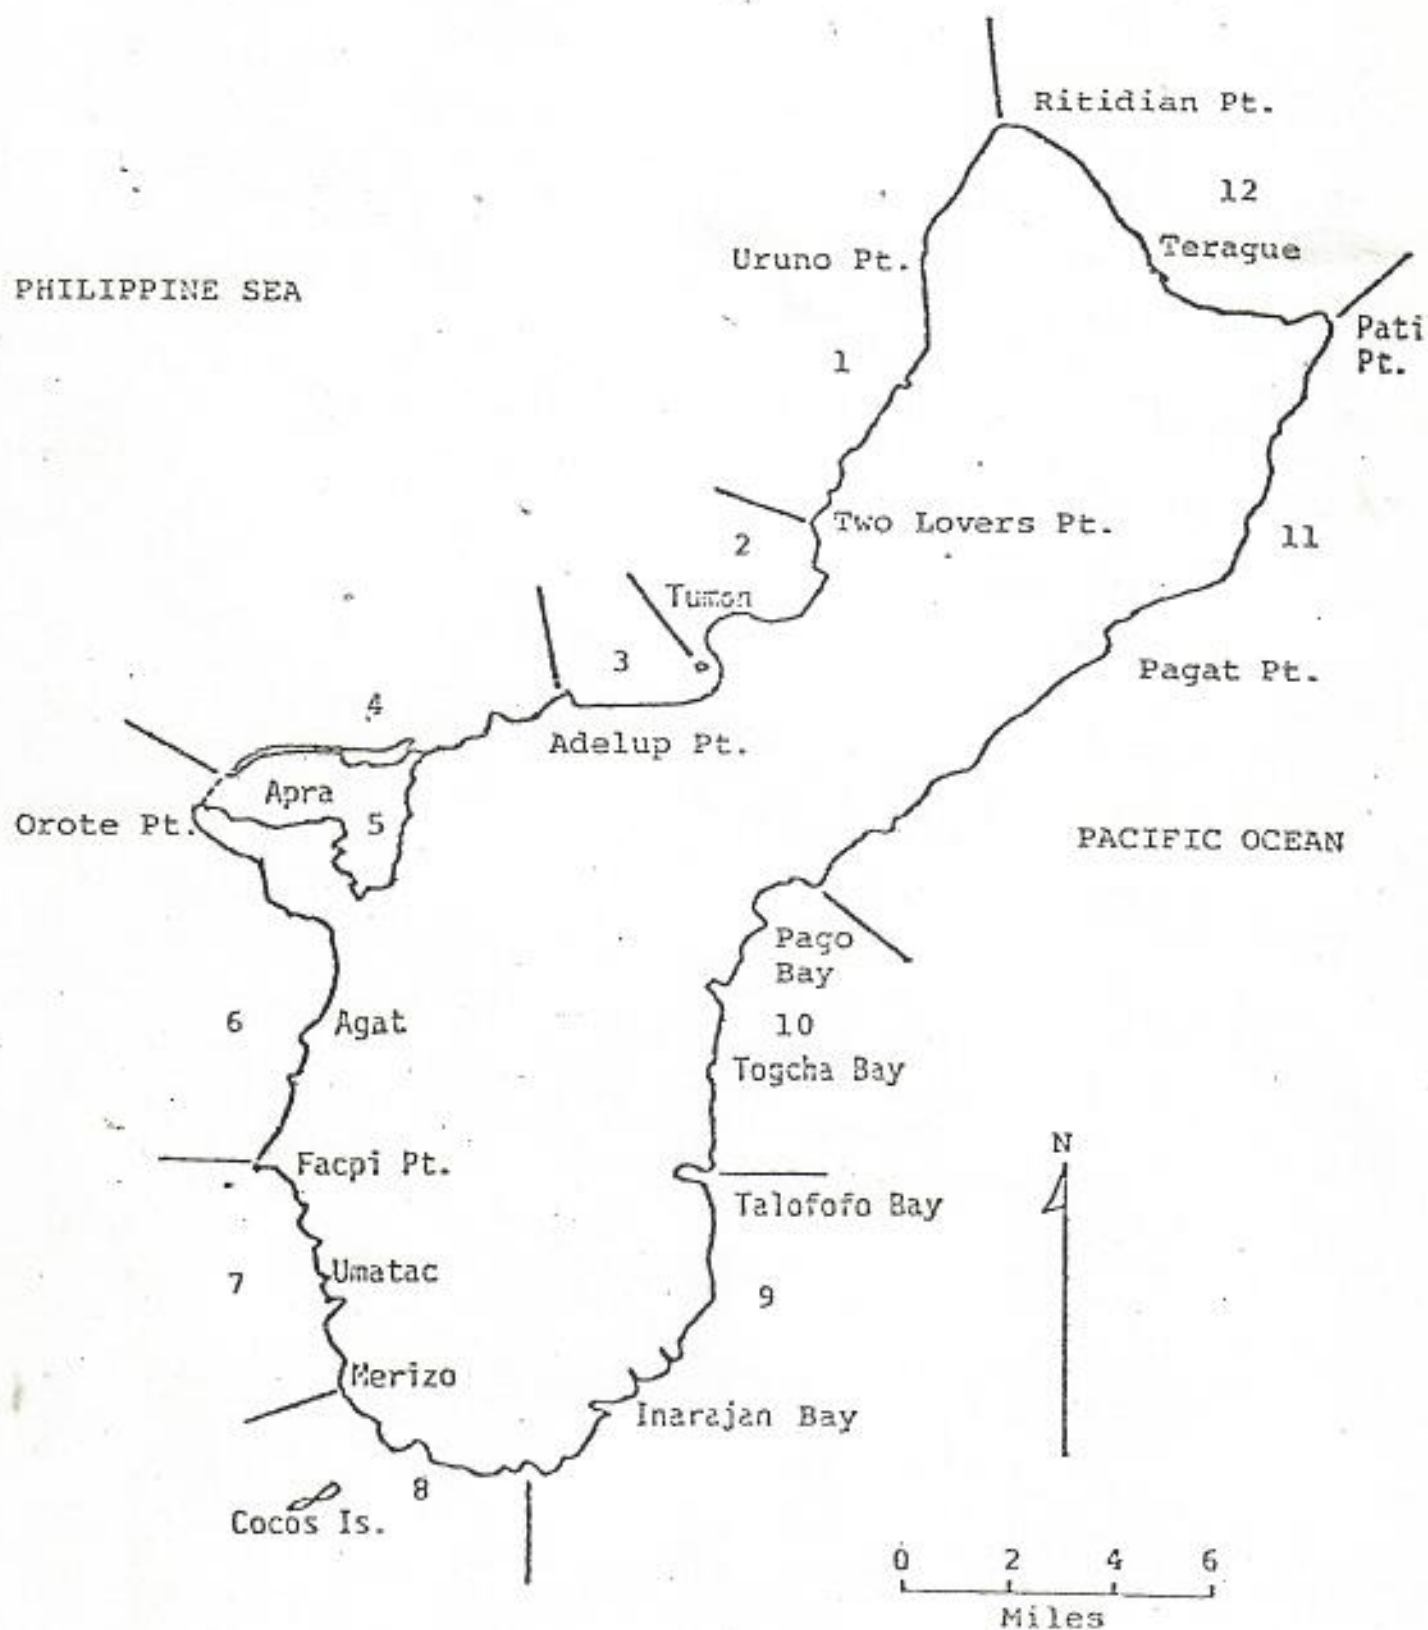 Ritidian Pt.
12
Uruno Pt.
Terague
PHILIPPINE SEA
Pati
Pt.
1
Two Lovers Pt.
2
11
Tumon
3
Pagat Pt.
4
Adelup Pt.
Apra
Orote Pt.
5
PACIFIC OCEAN
Pago
Bay
6
Agat
10
Togcha Bay
N
Facpi Pt.
Talofofo Bay
7
Umatac
9
Merizo
Inarajan Bay
8
Cocos Is.
0 2 4 6
Miles